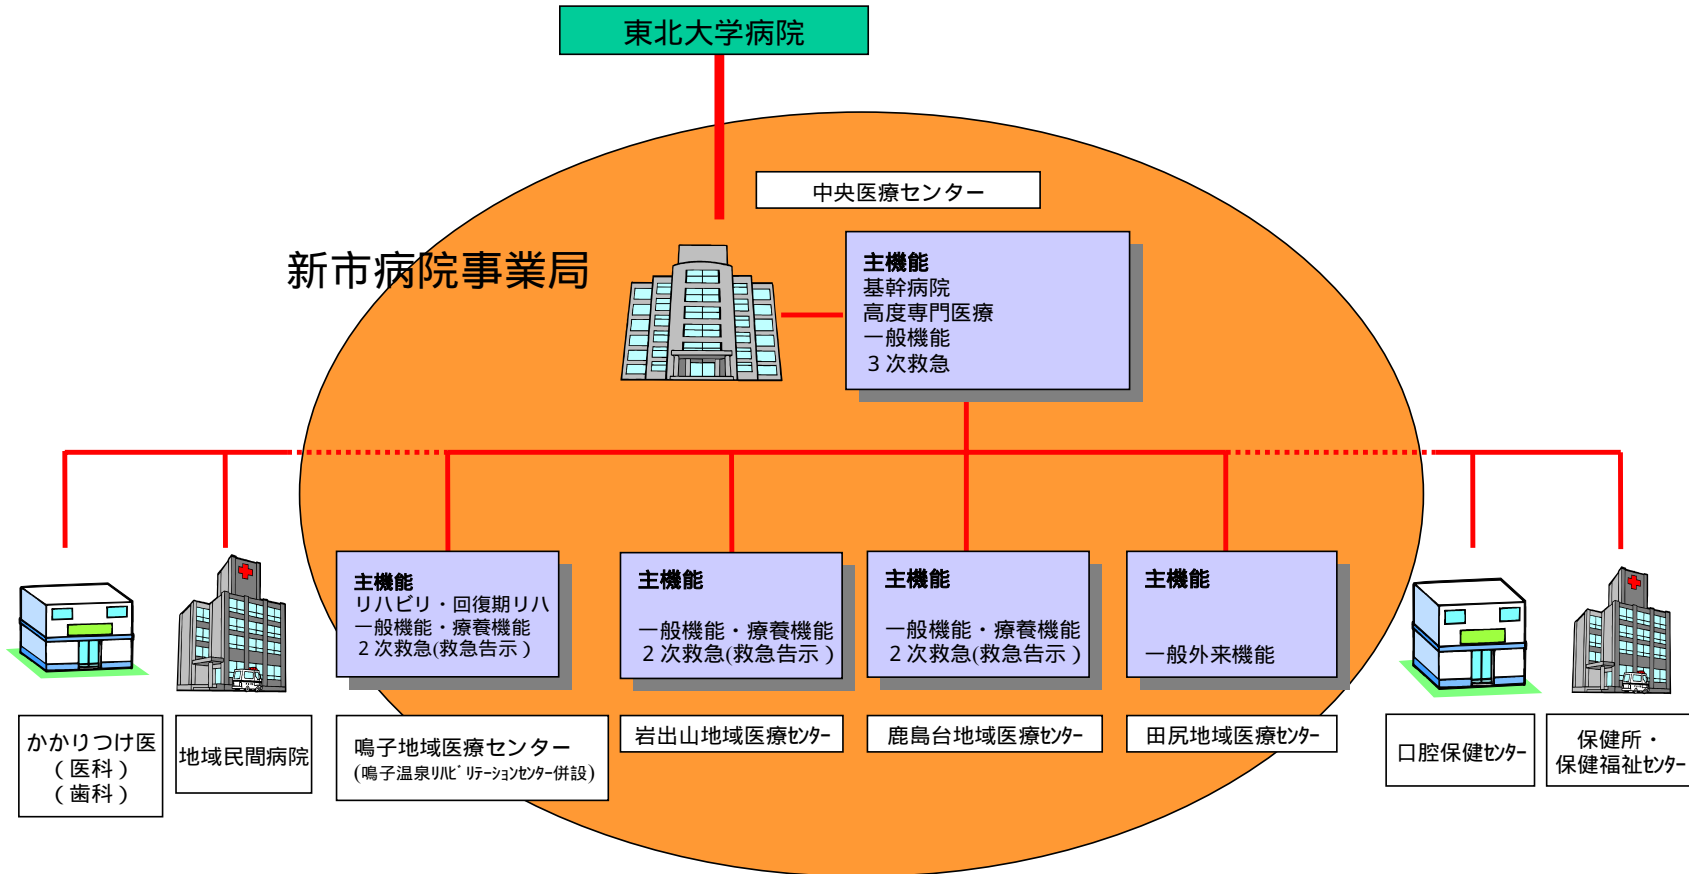 東北大学病院
中央医療センター
新市病院事業局
主機能
基幹病院
高度専門医療
一般機能
３次救急
主機能
リハビリ・回復期リハ
一般機能・療養機能
２次救急(救急告示）
主機能
一般機能・療養機能
２次救急(救急告示）
主機能
一般機能・療養機能
２次救急(救急告示）
主機能
一般外来機能
かかりつけ医
（医科）
（歯科）
地域民間病院
鳴子地域医療センター
(鳴子温泉ﾘﾊﾋﾞﾘﾃｰｼｮﾝｾﾝﾀｰ併設)
岩出山地域医療ｾﾝﾀｰ
鹿島台地域医療ｾﾝﾀｰ
田尻地域医療ｾﾝﾀｰ
口腔保健ｾﾝﾀｰ
保健所・
保健福祉ｾﾝﾀｰ